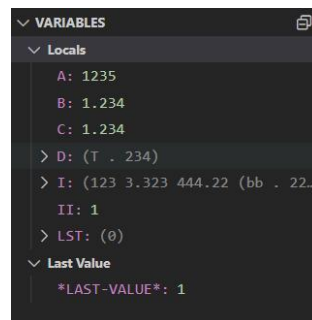 VARIABLES
Locals
A: 1235
B: 1.234
C: 1.234
D: (T . 234)
I: (123 3.323 444.22 (bb . 22…
II: 1
LST: (0)
Last Value
*LAST-VALUE*: 1